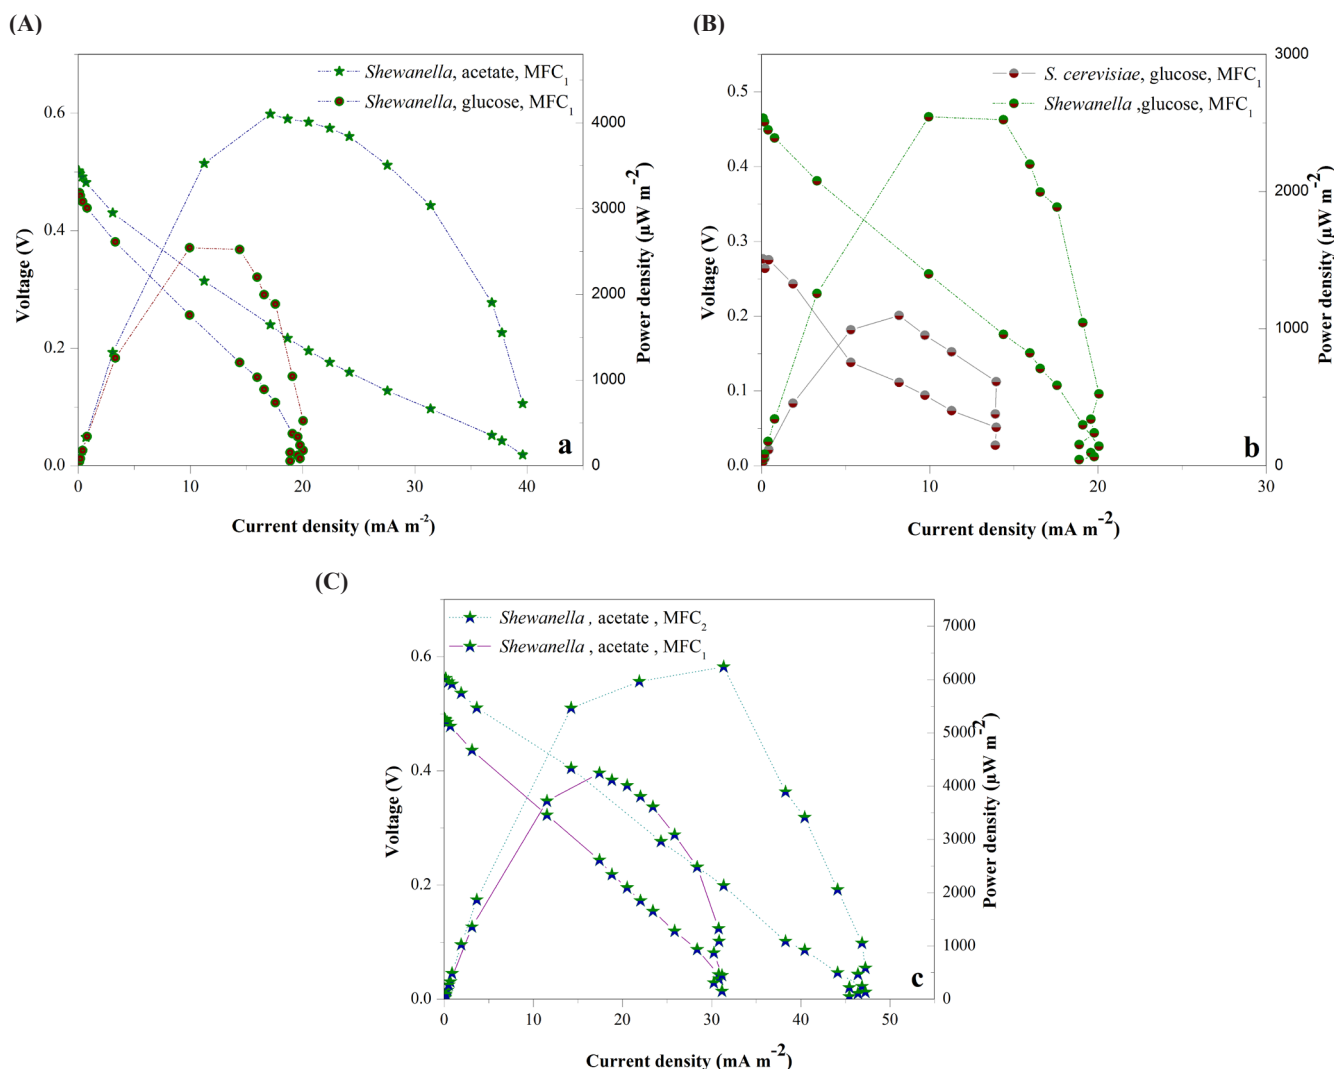 (A)
Shewanella, acetate, MFC1
Shewanella, glucose, MFC1
Voltage (V)
0.6
0.4
0.2
0.0
Power density (μW m-2)
4000
3000
2000
1000
0
a
0 10 20 30 40
Current density (mA m-2)
(B)
S. cerevisiae, glucose, MFC1
Shewanella ,glucose, MFC1
Voltage (V)
0.5
0.4
0.3
0.2
0.1
0.0
Power density (μW m-2)
3000
2000
1000
0
b
0 10 20 30
Current density (mA m-2)
(C)
Shewanella , acetate , MFC2
Shewanella , acetate , MFC1
Voltage (V)
0.6
0.4
0.2
0.0
Power density (μW m-2)
7000
6000
5000
4000
3000
2000
1000
0
c
0 10 20 30 40 50
Current density (mA m-2)